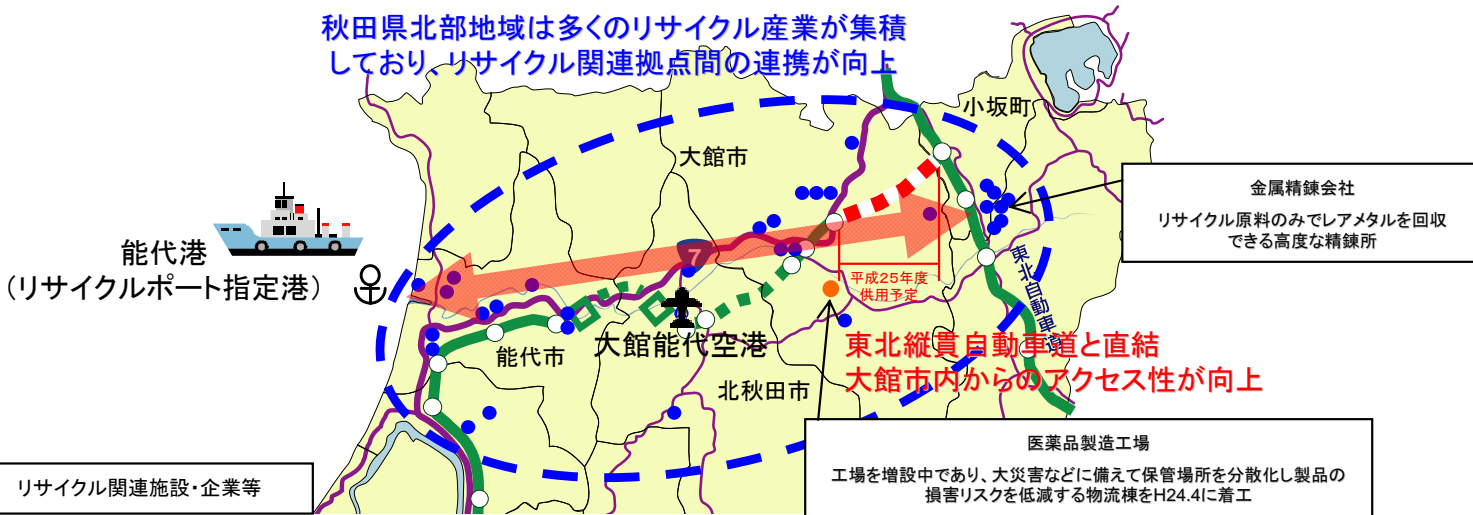 秋田県北部地域は多くのリサイクル産業が集積
しており、リサイクル関連拠点間の連携が向上
小坂町
大館市
金属精錬会社
リサイクル原料のみでレアメタルを回収
できる高度な精錬所
能代港
（リサイクルポート指定港）
7
平成25年度
供用予定
東北自動車道
能代市
大館能代空港
東北縦貫自動車道と直結
大館市内からのアクセス性が向上
北秋田市
医薬品製造工場
工場を増設中であり、大災害などに備えて保管場所を分散化し製品の
損害リスクを低減する物流棟をH24.4に着工
リサイクル関連施設・企業等